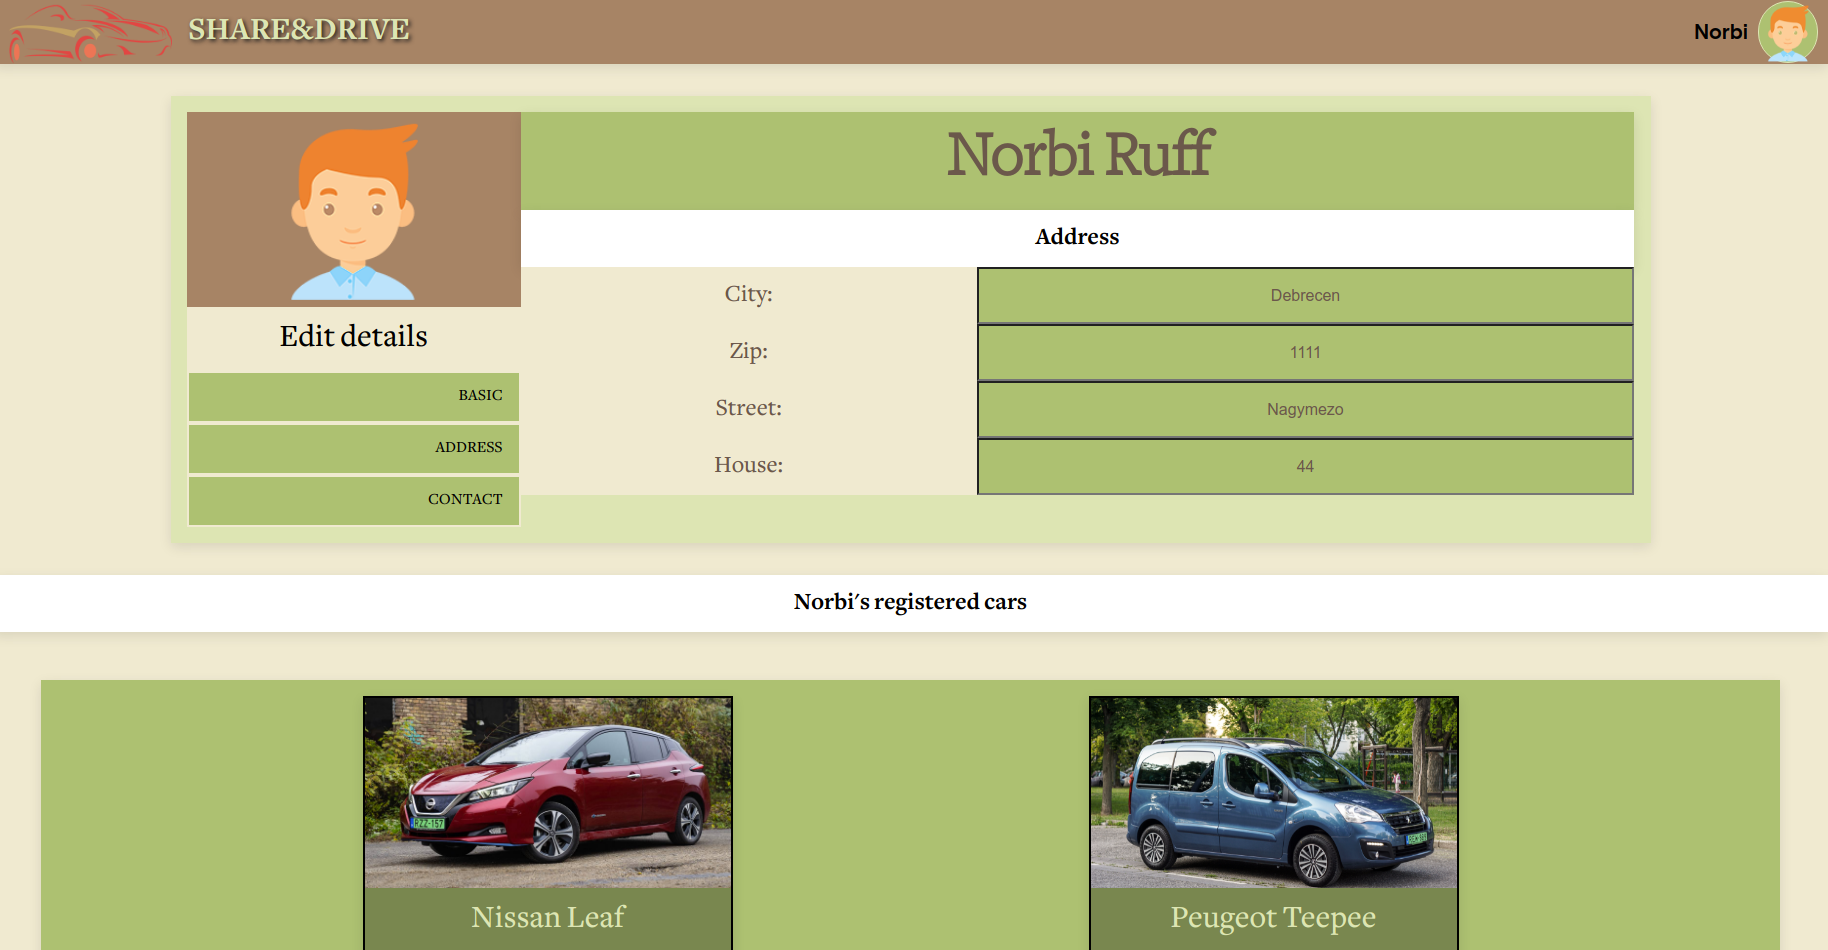 SHARE&DRIVE
Norbi
Norbi Ruff
Address
City:
Debrecen
Zip:
1111
Street:
Nagymezo
House:
44
Edit details
BASIC
ADDRESS
CONTACT
Norbi's registered cars
RZZ-157
Nissan Leaf
Peugeot Teepee